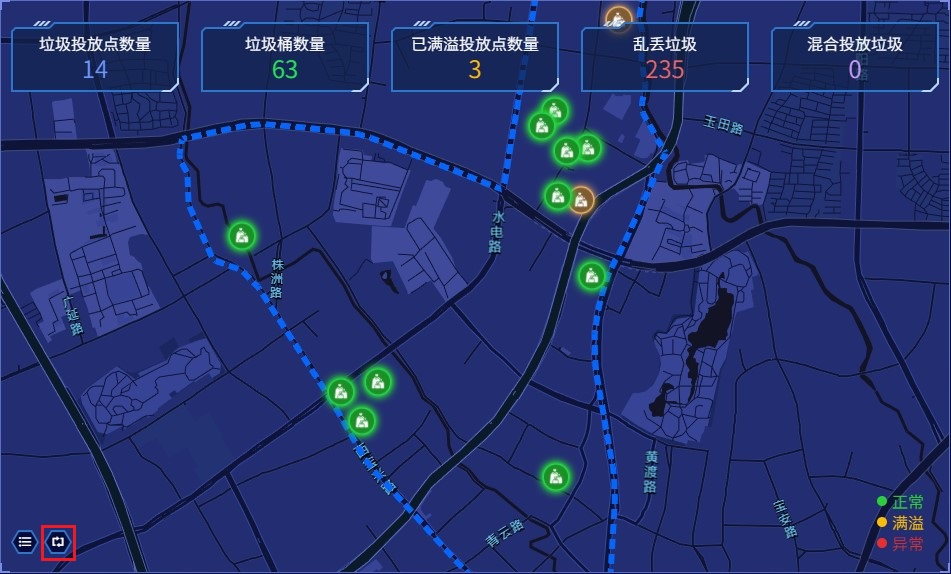 垃圾投放点数量
14
垃圾桶数量
63
已满溢投放点数量
3
乱丢垃圾
235
混合投放垃圾
0
玉田路
水电路
株洲路
广延路
黄渡路
宝安路
青云路
正常
满溢
异常